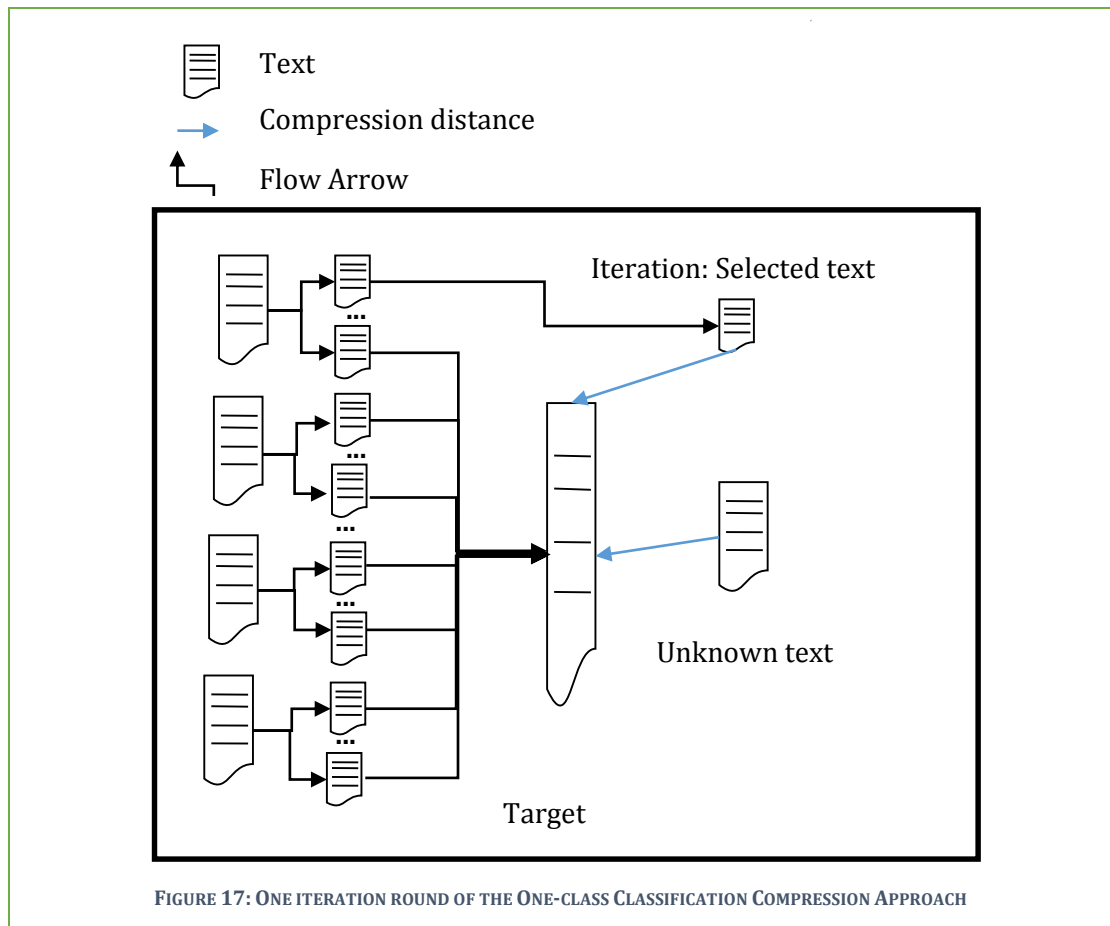 Text
Compression distance
Flow Arrow
Iteration: Selected text
...
...
...
...
...
Unknown text
Target
FIGURE 17: ONE ITERATION ROUND OF THE ONE-CLASS CLASSIFICATION COMPRESSION APPROACH